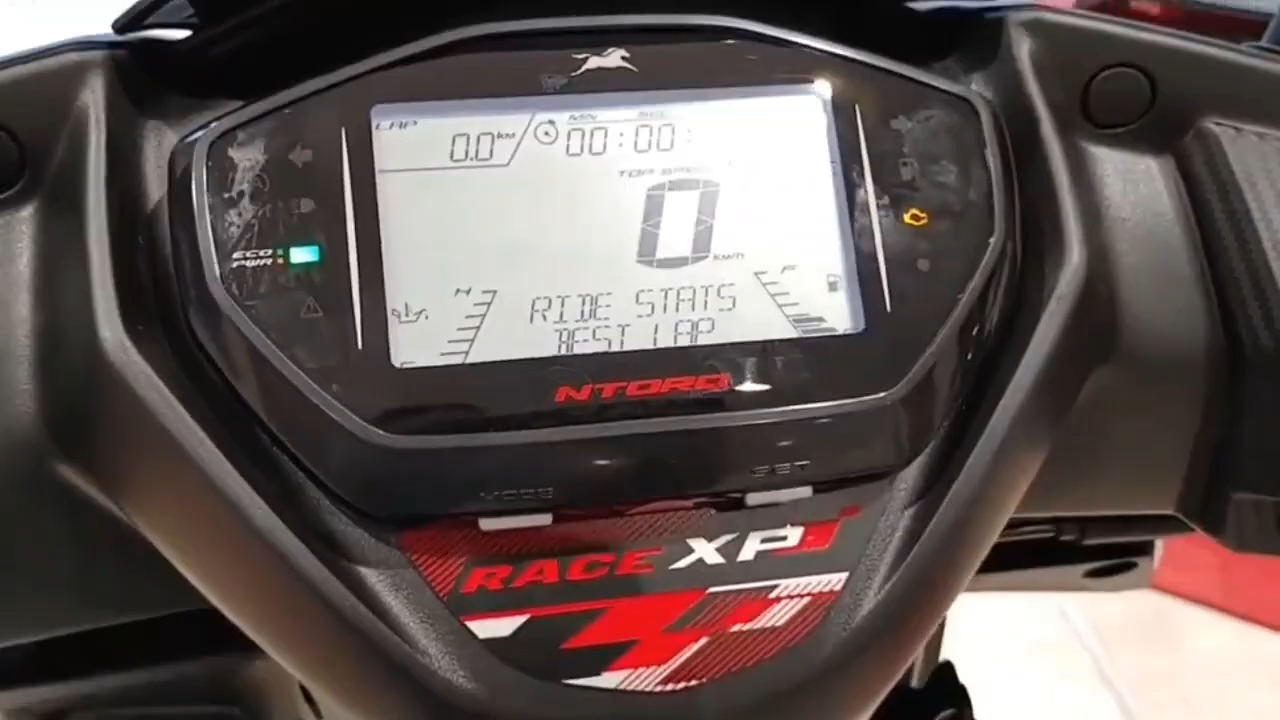 LAP
MIN SEC
0.0 km
00:00
TOP SPEED
0
km/h
ECO
PWR
H
F
C
RIDE STATS
BEST LAP
NTORQ
MODE
SET
RACE XP